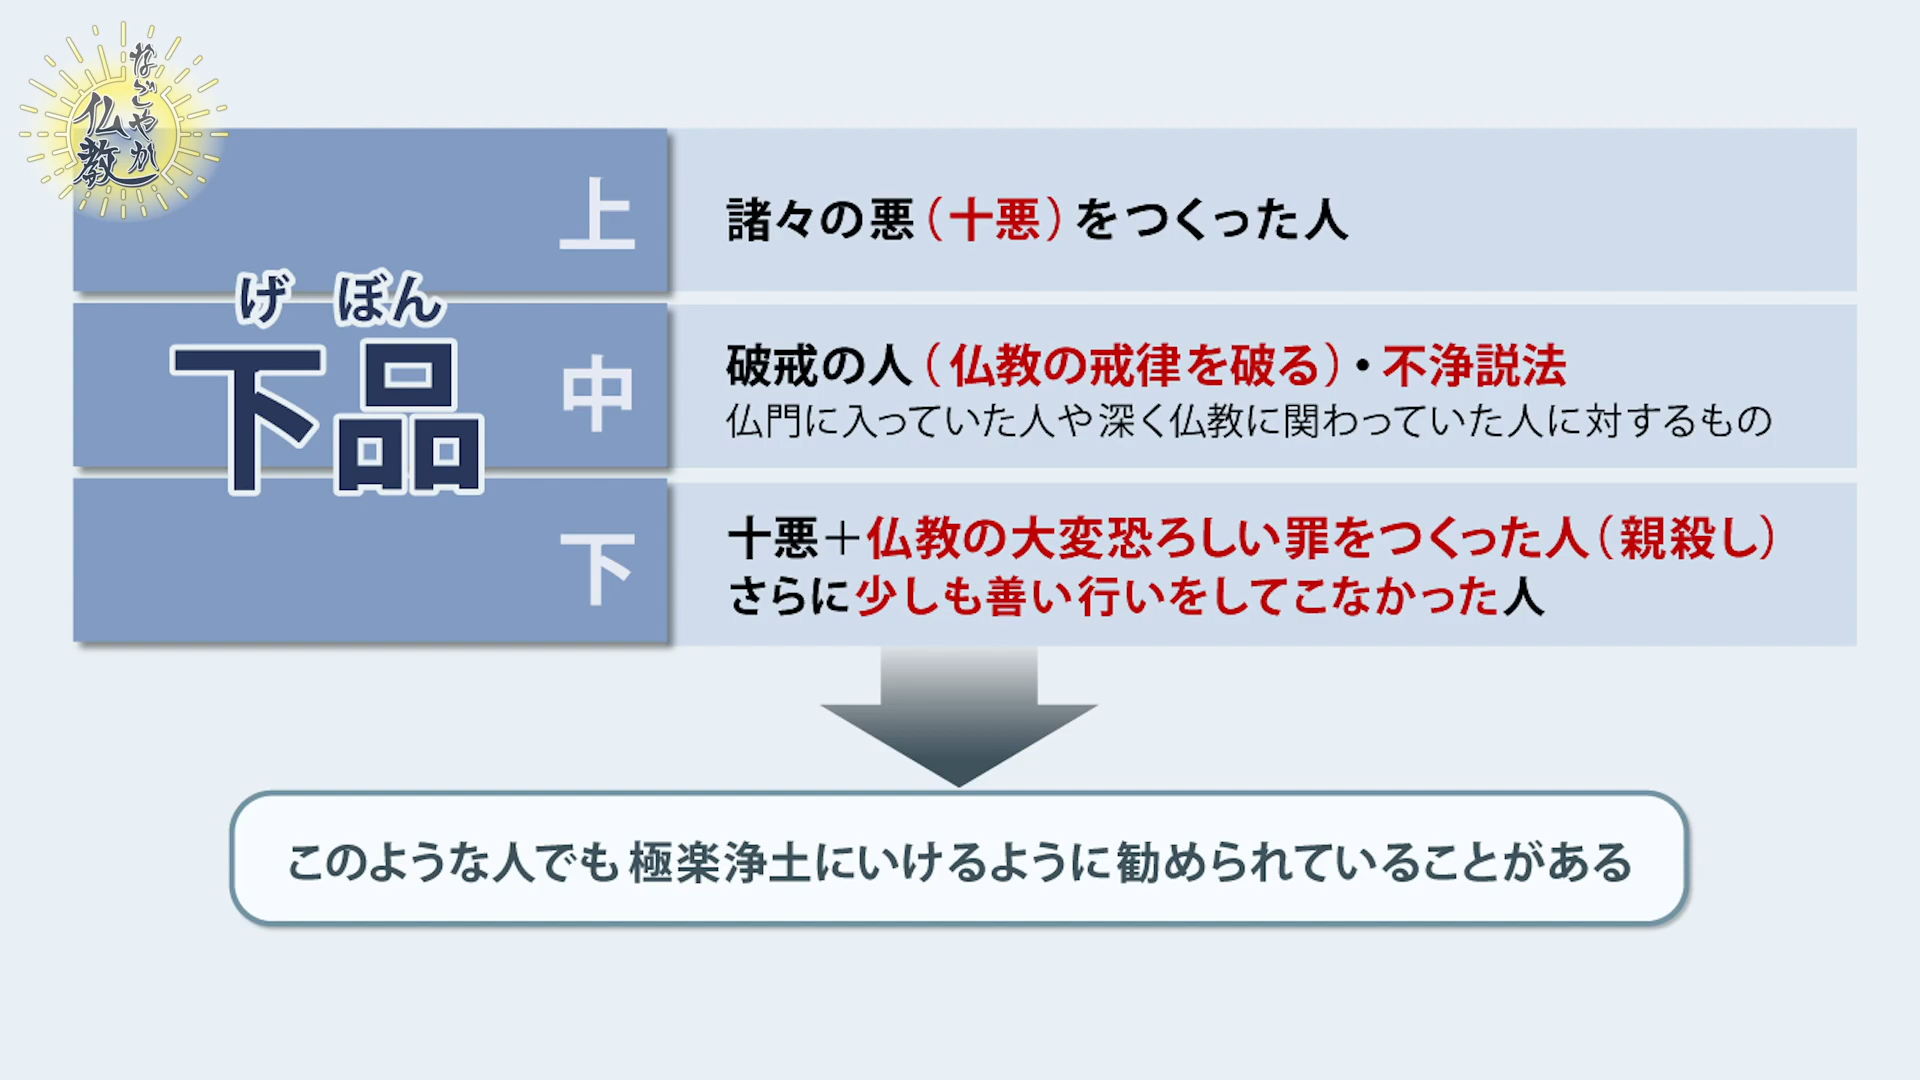 なごやか
仏教
げぼん
下品
上
諸々の悪(十悪)をつくった人
中
破戒の人(仏教の戒律を破る)・不浄説法
仏門に入っていた人や深く仏教に関わっていた人に対するもの
下
十悪+仏教の大変恐ろしい罪をつくった人(親殺し)
さらに少しも善い行いをしてこなかった人
このような人でも極楽浄土にいけるように勧められていることがある